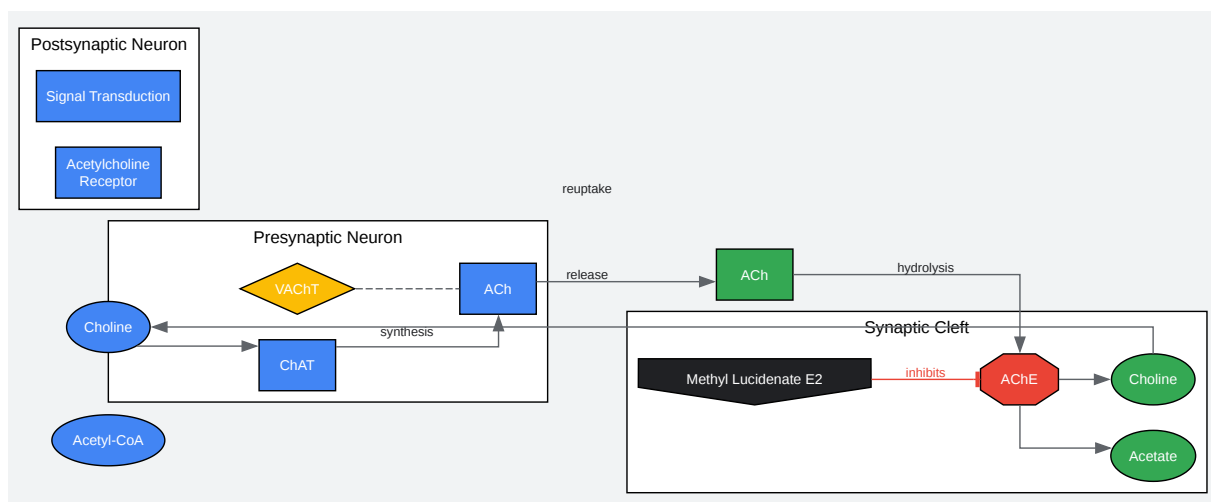 Postsynaptic Neuron
Signal Transduction
Acetylcholine
Receptor
reuptake
Presynaptic Neuron
VAChT
ACh
release
ACh
hydrolysis
Choline
synthesis
ChAT
Synaptic Cleft
Methyl Lucidenate E2
inhibits
AChE
Choline
Acetyl-CoA
Acetate